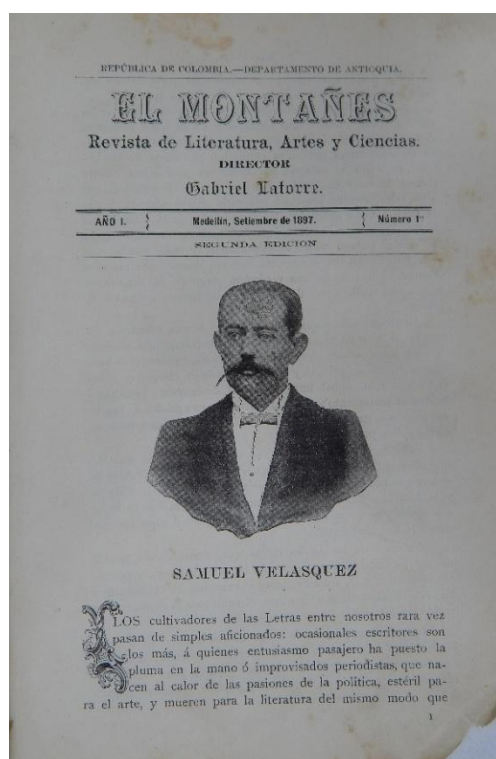 REPÚBLICA DE COLOMBIA.—DEPARTAMENTO DE ANTIOQUIA.
EL MONTAÑES
Revista de Literatura, Artes y Ciencias.
DIRECTOR
Gabriel Latorre.
AÑO I. Medellín, Setiembre de 1897. Número 1º
SEGUNDA EDICION
SAMUEL VELASQUEZ
LOS cultivadores de las Letras entre nosotros rara vez
pasan de simples aficionados: ocasionales escritores son
los más, á quienes entusiasmo pasajero ha puesto la
pluma en la mano ó improvisados periodistas, que na-
cen al calor de las pasiones de la política, estéril pa-
ra el arte, y mueren para la literatura del mismo modo que
1